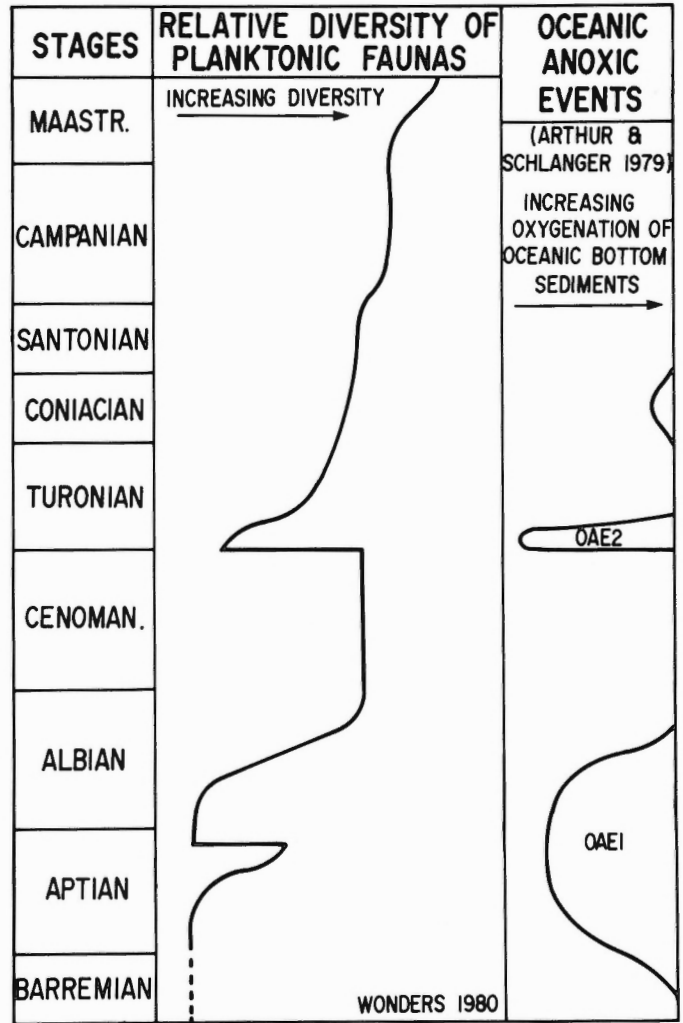 STAGES
RELATIVE DIVERSITY OF
PLANKTONIC FAUNAS
OCEANIC
ANOXIC
EVENTS
MAASTR.
CAMPANIAN
SANTONIAN
CONIACIAN
TURONIAN
CENOMAN.
ALBIAN
APTIAN
BARREMIAN
INCREASING DIVERSITY
WONDERS 1980
(ARTHUR &
SCHLANGER 1979)
INCREASING
OXYGENATION OF
OCEANIC BOTTOM
SEDIMENTS
OAE2
OAE1